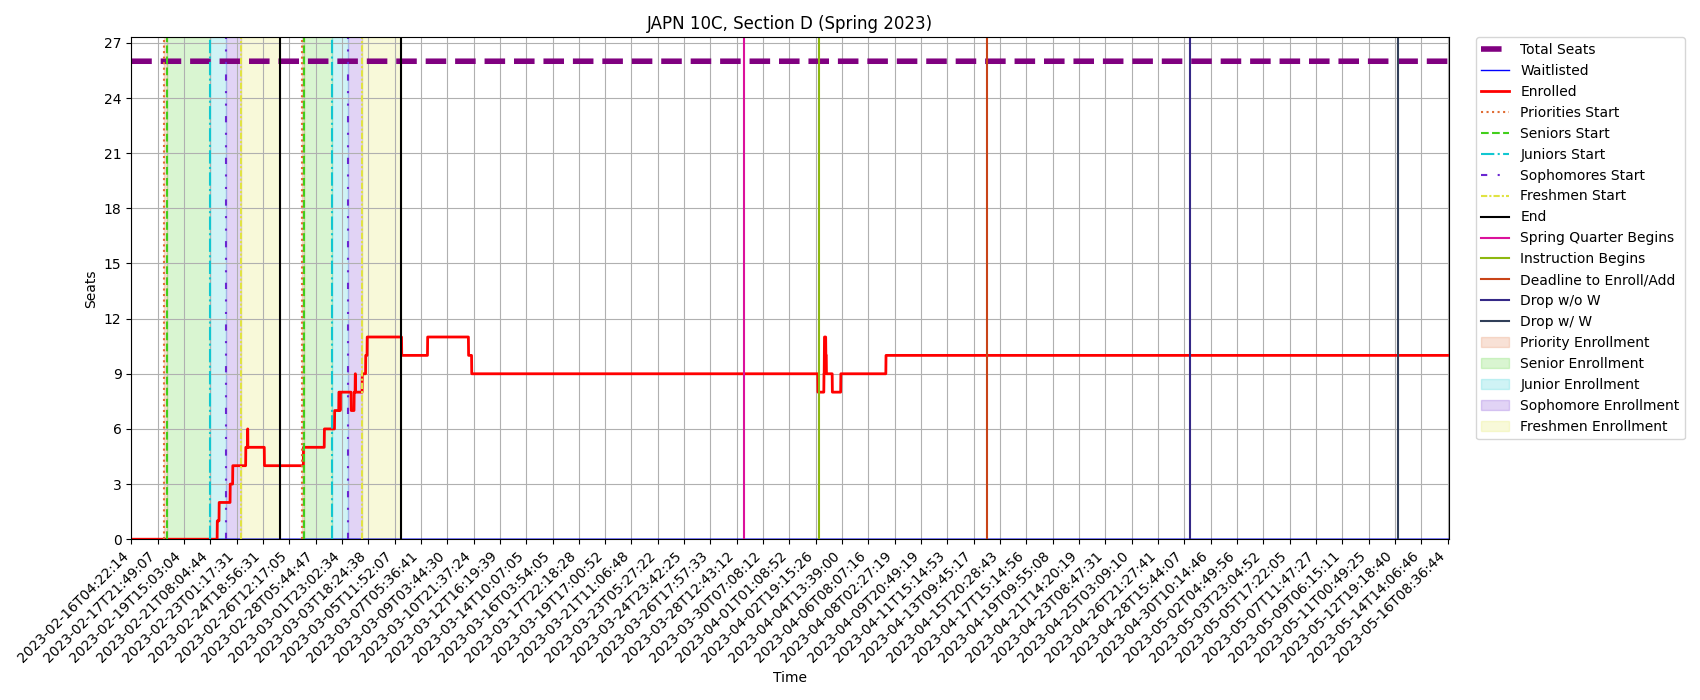 JAPN 10C, Section D (Spring 2023)
Seats
27
24
21
18
15
12
9
6
3
0
2023-02-16T04:22:14
2023-02-17T21:49:07
2023-02-19T15:03:04
2023-02-21T08:04:44
2023-02-23T01:17:31
2023-02-24T18:56:31
2023-02-26T12:17:05
2023-02-28T05:44:47
2023-03-01T23:02:34
2023-03-03T18:24:38
2023-03-05T11:52:07
2023-03-07T05:36:41
2023-03-09T03:44:30
2023-03-10T21:37:24
2023-03-12T16:19:39
2023-03-14T10:07:05
2023-03-16T03:54:05
2023-03-17T22:18:28
2023-03-19T17:00:52
2023-03-21T11:06:48
2023-03-23T05:27:22
2023-03-24T23:42:25
2023-03-26T17:57:33
2023-03-28T12:43:12
2023-03-30T07:08:12
2023-04-01T01:08:52
2023-04-02T19:15:26
2023-04-04T13:39:00
2023-04-06T08:07:16
2023-04-08T02:27:19
2023-04-09T20:49:19
2023-04-11T15:14:53
2023-04-13T09:45:17
2023-04-15T20:28:43
2023-04-17T15:14:56
2023-04-19T09:55:08
2023-04-21T14:20:19
2023-04-23T08:47:31
2023-04-25T03:09:10
2023-04-26T21:27:41
2023-04-28T15:44:07
2023-04-30T10:14:46
2023-05-02T04:49:56
2023-05-03T23:04:52
2023-05-05T17:22:05
2023-05-07T11:47:27
2023-05-09T06:15:11
2023-05-11T00:49:25
2023-05-12T19:18:40
2023-05-14T14:06:46
2023-05-16T08:36:44
Time
Total Seats
Waitlisted
Enrolled
Priorities Start
Seniors Start
Juniors Start
Sophomores Start
Freshmen Start
End
Spring Quarter Begins
Instruction Begins
Deadline to Enroll/Add
Drop w/o W
Drop w/ W
Priority Enrollment
Senior Enrollment
Junior Enrollment
Sophomore Enrollment
Freshmen Enrollment